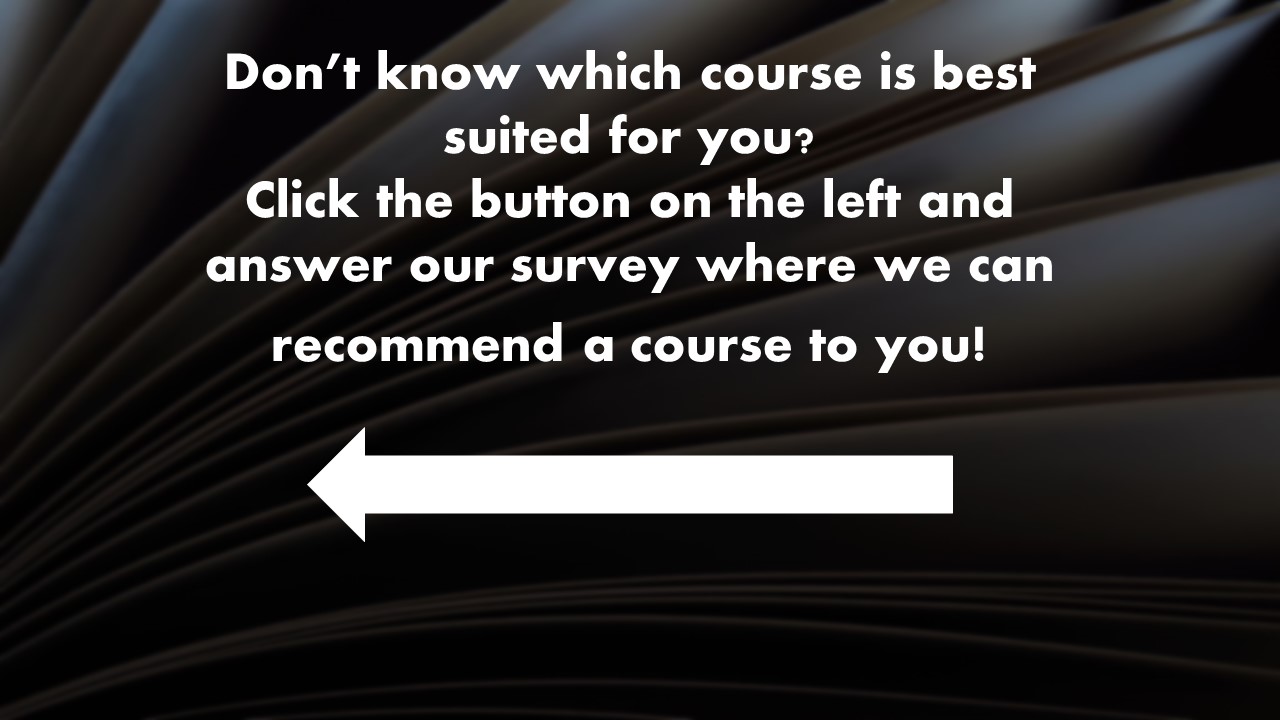 Don’t know which course is best
suited for you?
Click the button on the left and
answer our survey where we can
recommend a course to you!